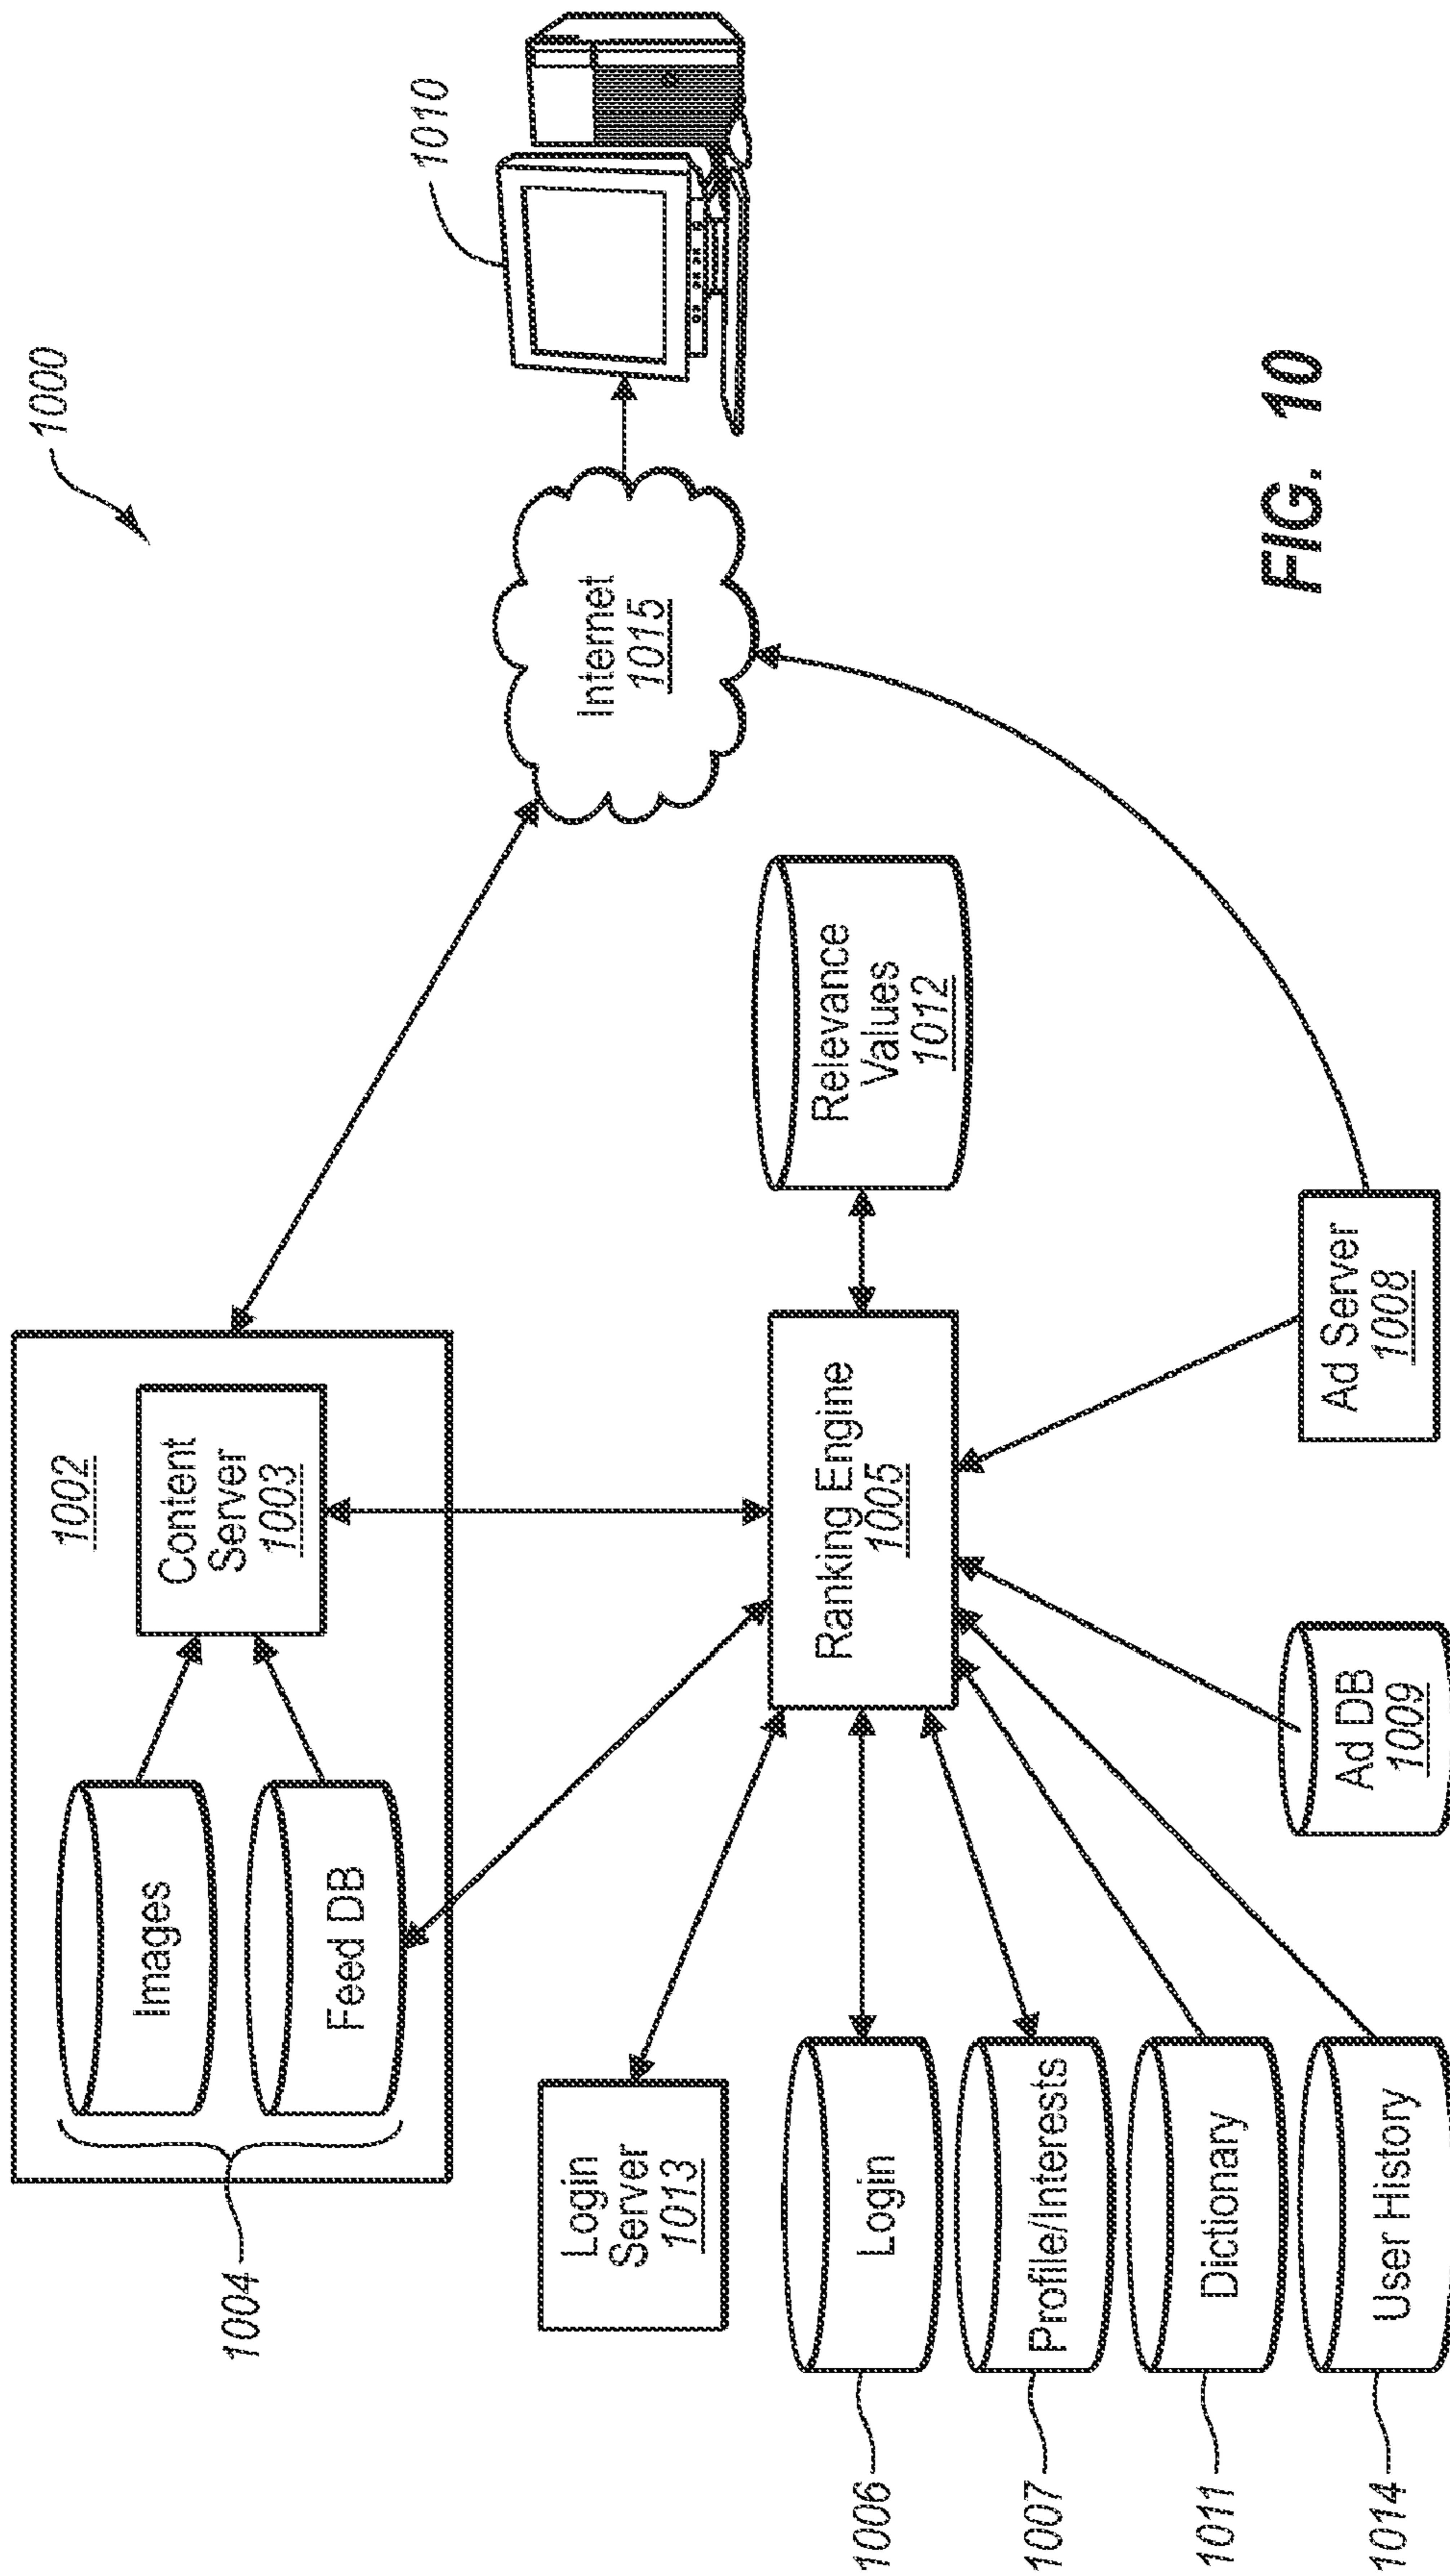 1000
1002
Images
Feed DB
1004
Content
Server
1003
1010
Internet
1015
Login
Server
1013
Login
1006
Profile/Interests
1007
Dictionary
1011
User History
1014
Ranking Engine
1005
Relevance
Values
1012
Ad DB
1009
Ad Server
1008
FIG. 10